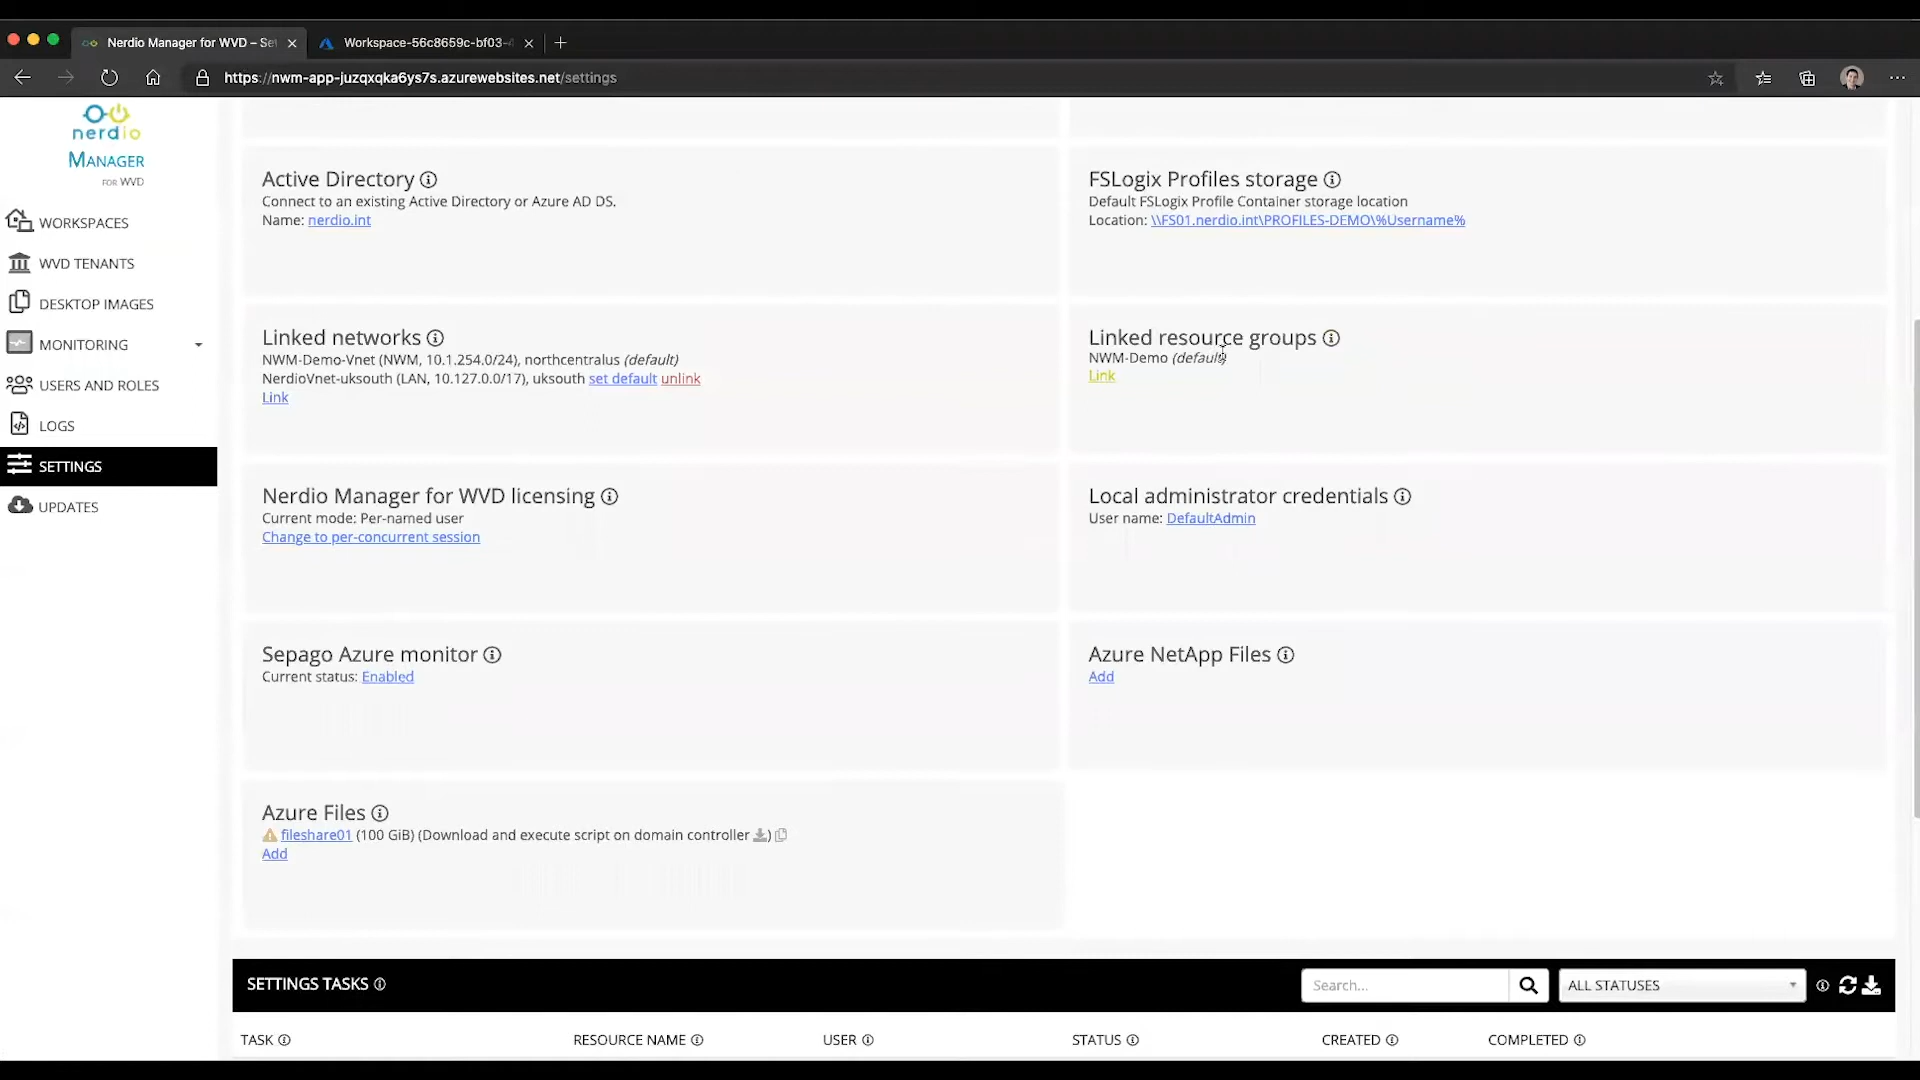 Nerdio Manager for WVD – Set
Workspace-56c8659c-bf03-4
https://nwm-app-juzqxqka6ys7s.azurewebsites.net/settings
nerdio
MANAGER
FOR WVD
WORKSPACES
WVD TENANTS
DESKTOP IMAGES
MONITORING
USERS AND ROLES
LOGS
SETTINGS
UPDATES
Active Directory
Connect to an existing Active Directory or Azure AD DS.
Name: nerdio.int
FSLogix Profiles storage
Default FSLogix Profile Container storage location
Location: \\FS01.nerdio.int\PROFILES-DEMO\%Username%
Linked networks
NWM-Demo-Vnet (NWM, 10.1.254.0/24), northcentralus (default)
NerdioVnet-uksouth (LAN, 10.127.0.0/17), uksouth set default unlink
Link
Linked resource groups
NWM-Demo (default)
Link
Nerdio Manager for WVD licensing
Current mode: Per-named user
Change to per-concurrent session
Local administrator credentials
User name: DefaultAdmin
Sepago Azure monitor
Current status: Enabled
Azure NetApp Files
Add
Azure Files
fileshare01 (100 GiB) (Download and execute script on domain controller )
Add
SETTINGS TASKS
Search...
ALL STATUSES
TASK RESOURCE NAME USER STATUS CREATED COMPLETED